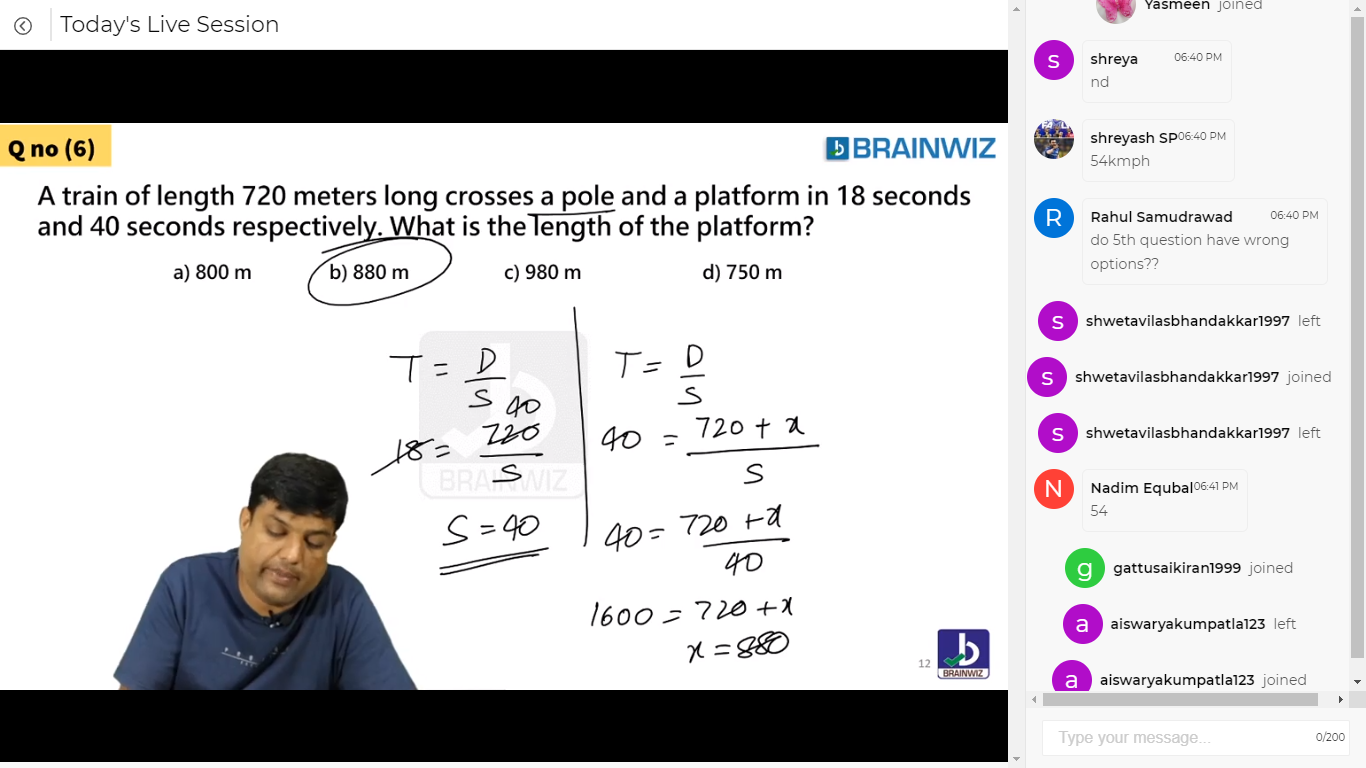 Today's Live Session
Q no (6)
BRAINWIZ
A train of length 720 meters long crosses a pole and a platform in 18 seconds
and 40 seconds respectively. What is the length of the platform?
a) 800 m
b) 880 m
c) 980 m
d) 750 m
BRAINWIZ
T = D/S
40
18 = 720/S
S = 40
T = D/S
40 = 720 + x/S
40 = 720 + x/40
1600 = 720 + x
x = 880
12
BRAINWIZ
Yasmeen joined
s
shreya 06:40 PM
nd
shreyash SP 06:40 PM
54kmph
R
Rahul Samudrawad 06:40 PM
do 5th question have wrong
options??
s
shwetavilasbhandakkar1997 left
s
shwetavilasbhandakkar1997 joined
s
shwetavilasbhandakkar1997 left
N
Nadim Equbal 06:41 PM
54
g
gattusaikiran1999 joined
a
aiswaryakumpatla123 left
a
aiswaryakumpatla123 joined
Type your message...
0/200